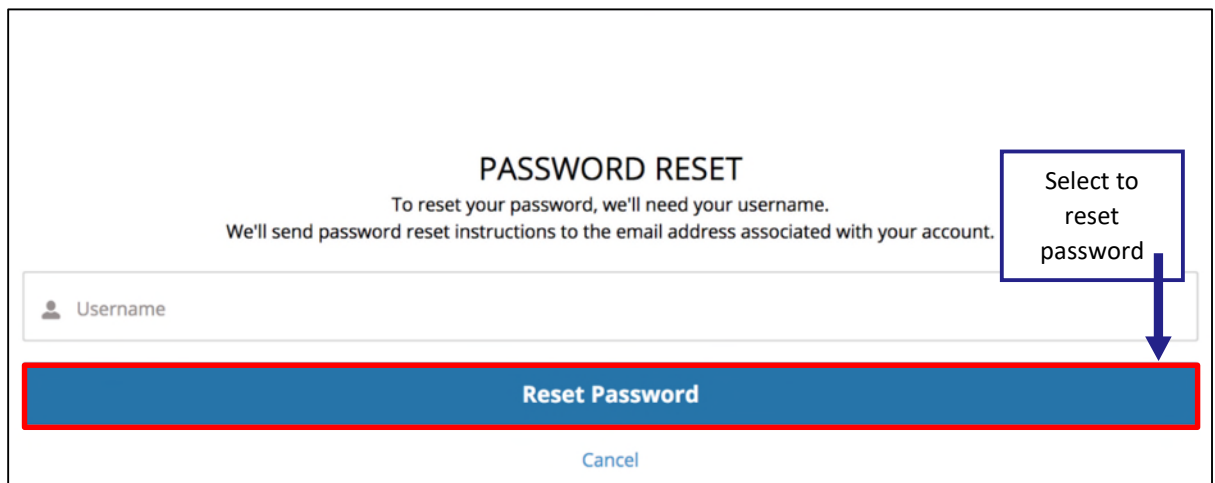 PASSWORD RESET
To reset your password, we'll need your username.
We'll send password reset instructions to the email address associated with your account.
Select to
reset
password
Username
Reset Password
Cancel